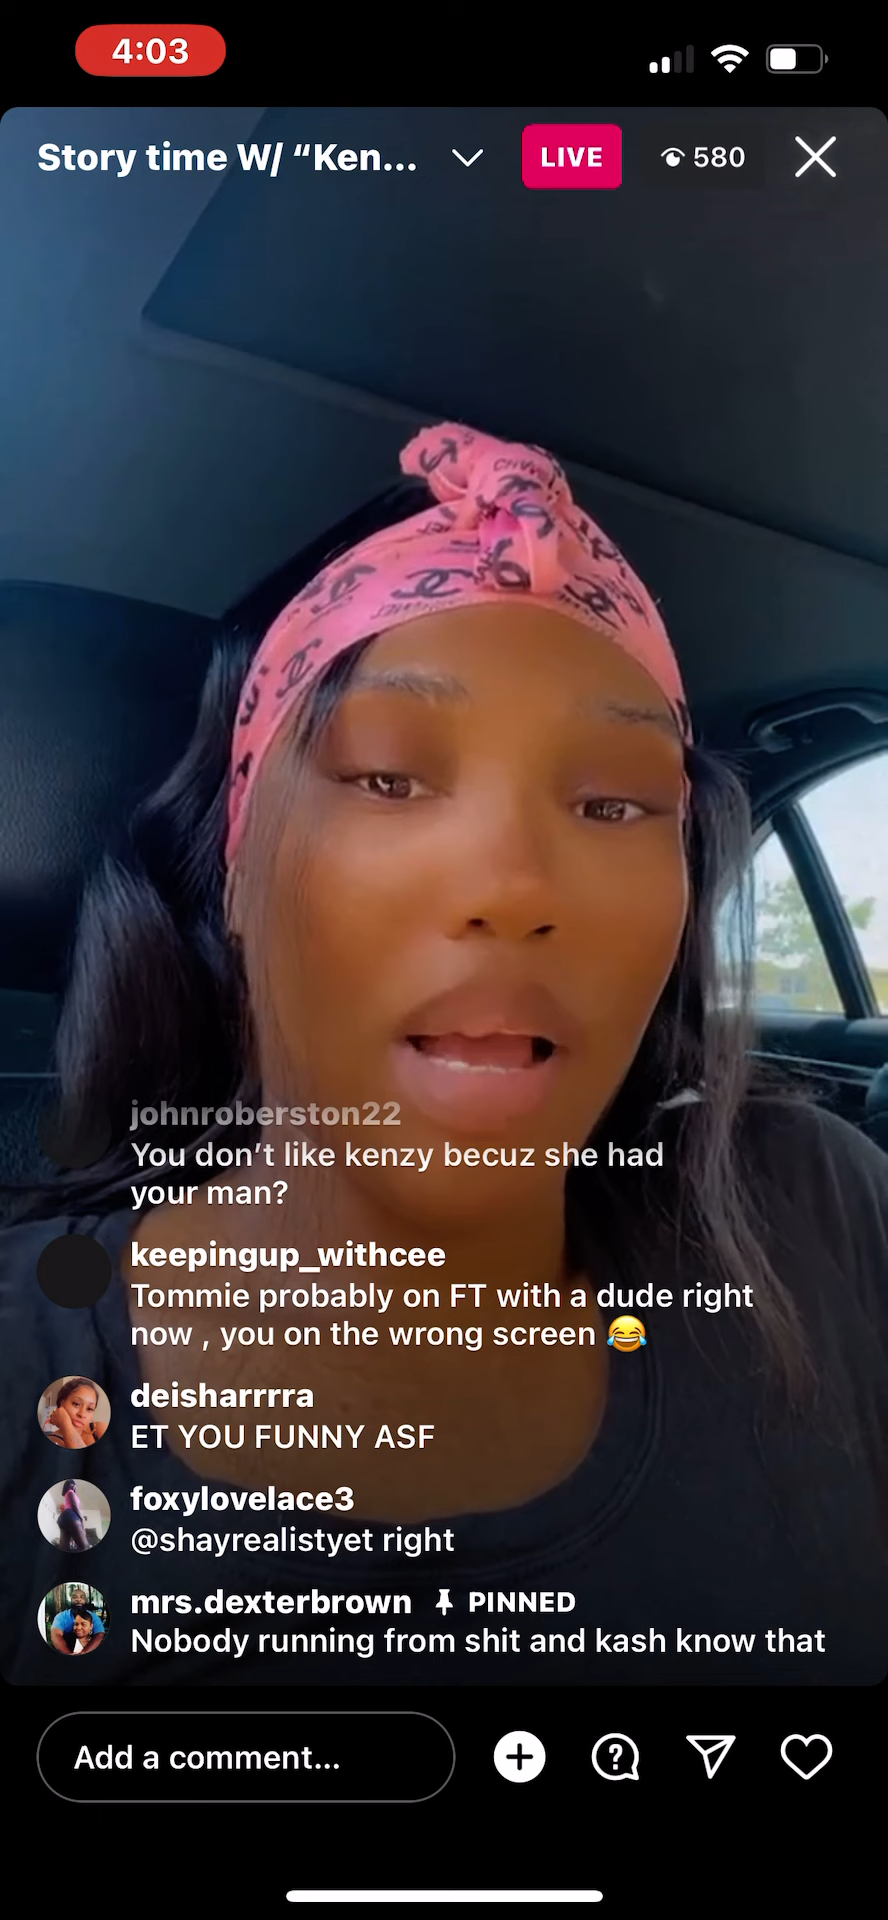 4:03
Story time W/ “Ken...
LIVE
580
johnroberston22
You don’t like kenzy becuz she had
your man?
keepingup_withcee
Tommie probably on FT with a dude right
now , you on the wrong screen 😂
deisharrrra
ET YOU FUNNY ASF
foxylovelace3
@shayrealistyet right
mrs.dexterbrown PINNED
Nobody running from shit and kash know that
Add a comment...